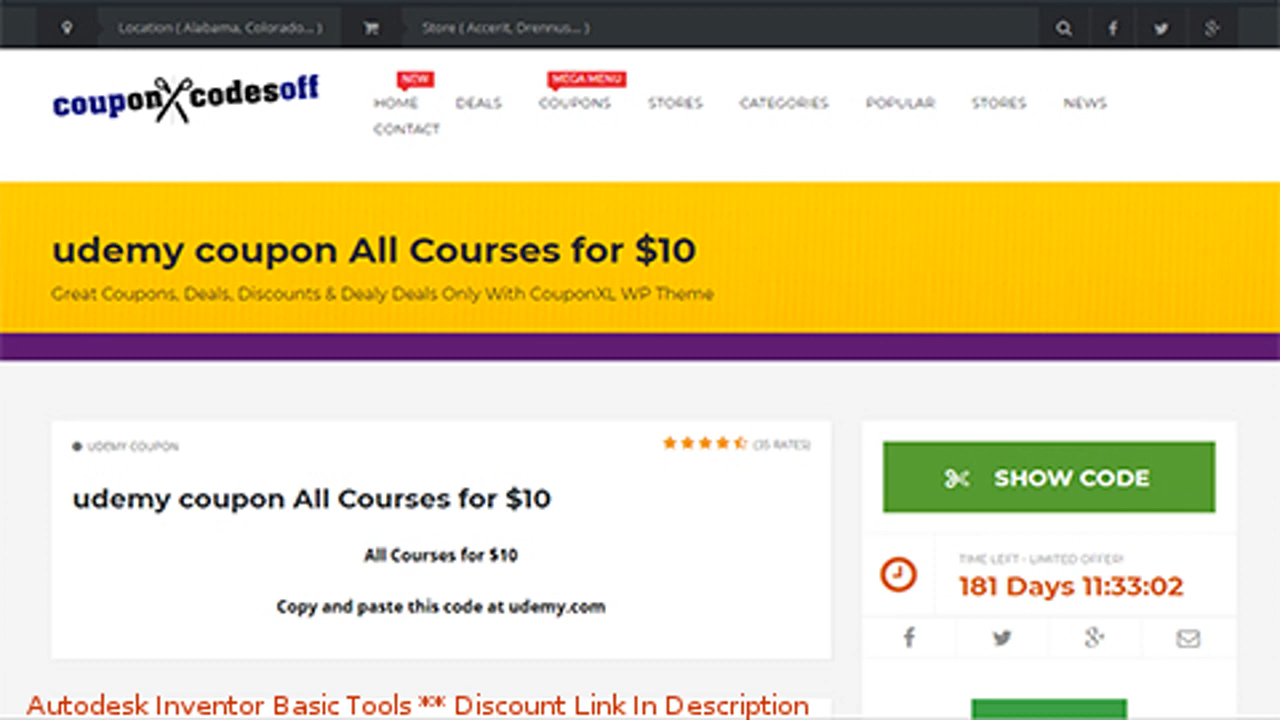 Location ( Alabama, Colorado... )
Store ( Accent, Drennus... )
coupon codesoff
NEW
MEGA MENU
HOME DEALS COUPONS STORES CATEGORIES POPULAR STORES NEWS
CONTACT
udemy coupon All Courses for $10
Great Coupons, Deals, Discounts & Dealy Deals Only With CouponXL WP Theme
UDEMY COUPON
(35 RATES)
udemy coupon All Courses for $10
All Courses for $10
Copy and paste this code at udemy.com
SHOW CODE
TIME LEFT - LIMITED OFFER!
181 Days 11:33:02
Autodesk Inventor Basic Tools ** Discount Link In Description